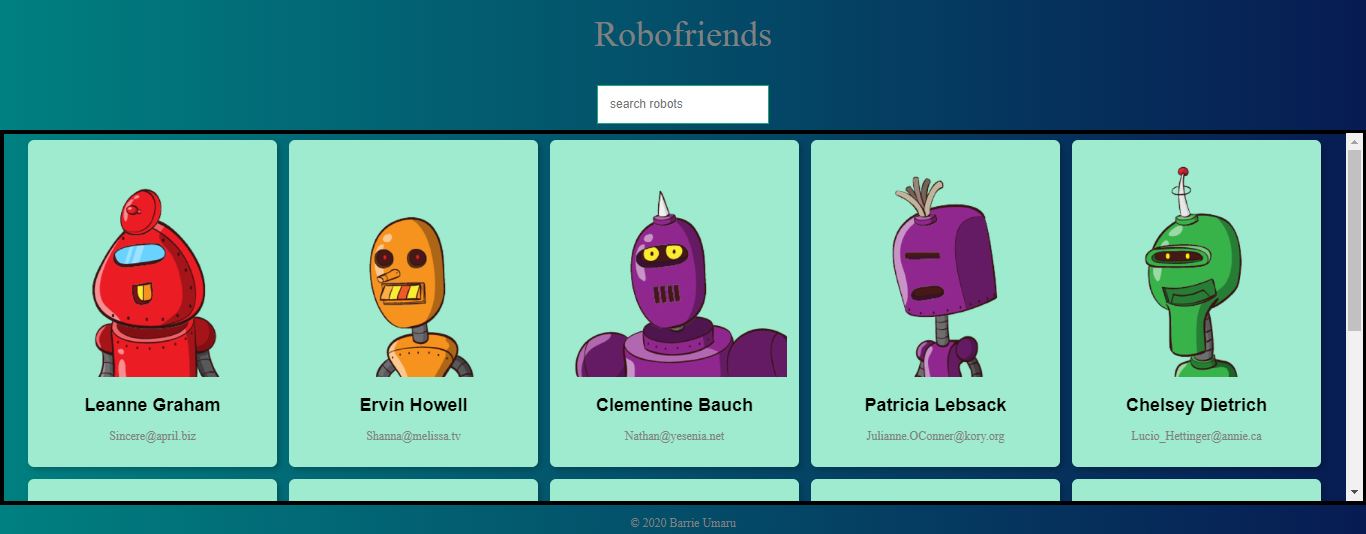 Robofriends
search robots
Leanne Graham
Sincere@april.biz
Ervin Howell
Shanna@melissa.tv
Clementine Bauch
Nathan@yesenia.net
Patricia Lebsack
Julianne.OConner@kory.org
Chelsey Dietrich
Lucio_Hettinger@annie.ca
© 2020 Barrie Umaru